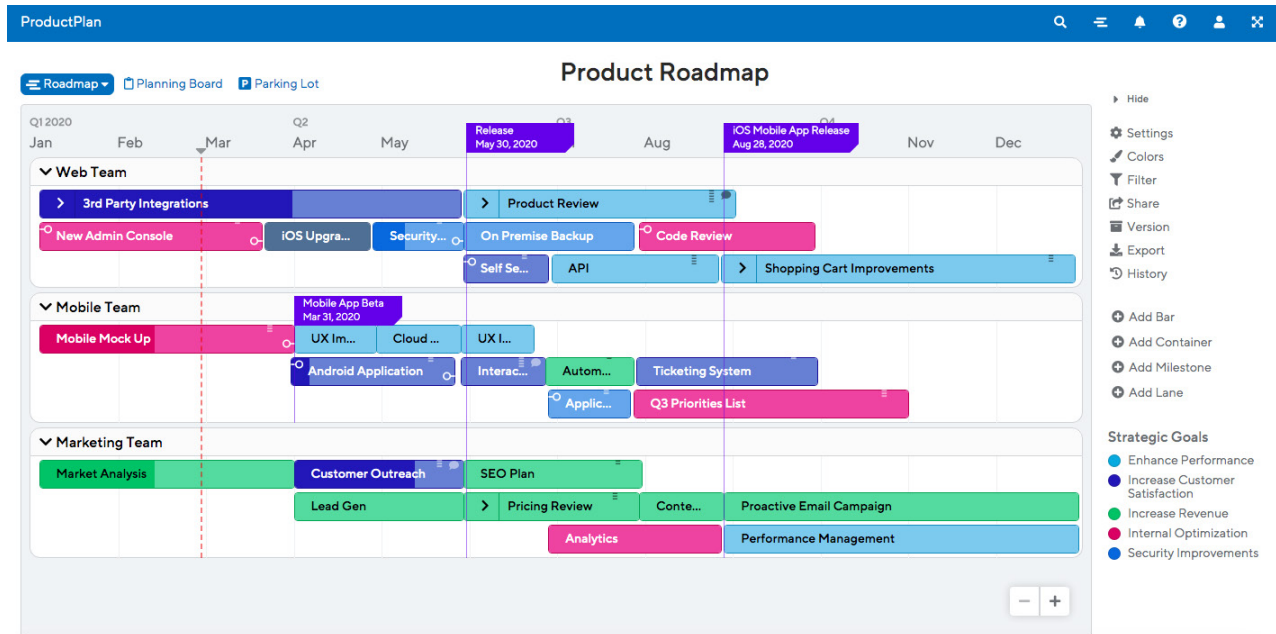 ProductPlan
Product Roadmap
Roadmap
Planning Board
P Parking Lot
Hide
Q1 2020
Q2
Q3
Q4
Jan
Feb
Mar
Apr
May
Release
May 30, 2020
Aug
iOS Mobile App Release
Aug 28, 2020
Nov
Dec
Web Team
3rd Party Integrations
Product Review
New Admin Console
iOS Upgra...
Security...
On Premise Backup
Code Review
Self Se...
API
Shopping Cart Improvements
Mobile Team
Mobile App Beta
Mar 31, 2020
Mobile Mock Up
UX Im...
Cloud ...
UX I...
Android Application
Interac...
Autom...
Ticketing System
Applic...
Q3 Priorities List
Marketing Team
Market Analysis
Customer Outreach
SEO Plan
Lead Gen
Pricing Review
Conte...
Proactive Email Campaign
Analytics
Performance Management
Settings
Colors
Filter
Share
Version
Export
History
Add Bar
Add Container
Add Milestone
Add Lane
Strategic Goals
Enhance Performance
Increase Customer
Satisfaction
Increase Revenue
Internal Optimization
Security Improvements